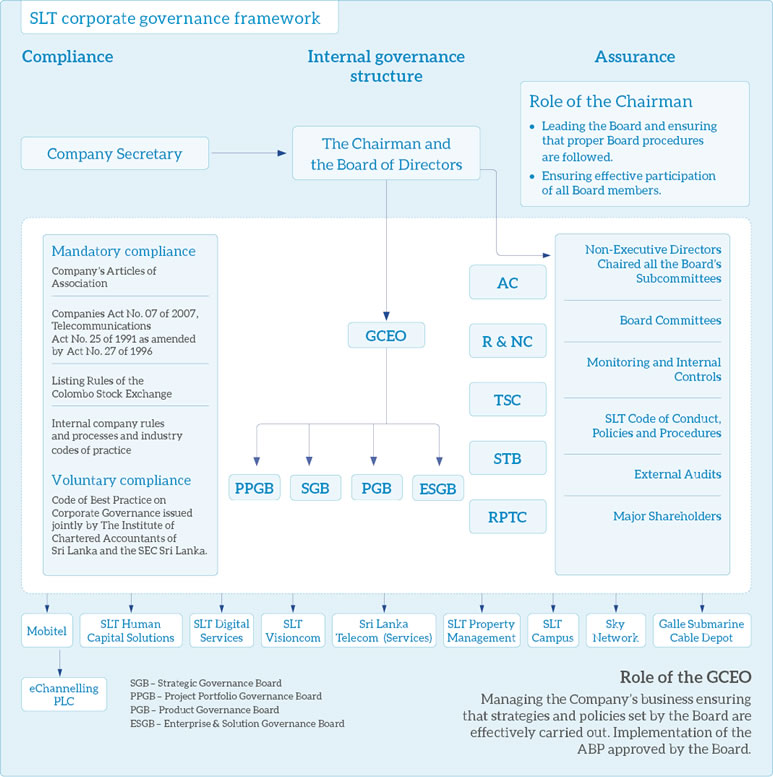 SLT corporate governance framework
Compliance
Internal governance
structure
Assurance
Role of the Chairman
• Leading the Board and ensuring
that proper Board procedures
are followed.
• Ensuring effective participation
of all Board members.
Company Secretary
The Chairman and
the Board of Directors
Mandatory compliance
Company's Articles of
Association
Companies Act No. 07 of 2007,
Telecommunications
Act No. 25 of 1991 as amended
by Act No. 27 of 1996
Listing Rules of the
Colombo Stock Exchange
Internal company rules
and processes and industry
codes of practice
Voluntary compliance
Code of Best Practice on
Corporate Governance issued
jointly by The Institute of
Chartered Accountants of
Sri Lanka and the SEC Sri Lanka.
GCEO
PPGB
SGB
PGB
ESGB
AC
R & NC
TSC
STB
RPTC
Non-Executive Directors
Chaired all the Board's
Subcommittees
Board Committees
Monitoring and Internal
Controls
SLT Code of Conduct,
Policies and Procedures
External Audits
Major Shareholders
Mobitel
SLT Human
Capital Solutions
SLT Digital
Services
SLT
Visioncom
Sri Lanka
Telecom (Services)
SLT Property
Management
SLT
Campus
Sky
Network
Galle Submarine
Cable Depot
eChannelling
PLC
SGB – Strategic Governance Board
PPGB – Project Portfolio Governance Board
PGB – Product Governance Board
ESGB – Enterprise & Solution Governance Board
Role of the GCEO
Managing the Company's business ensuring
that strategies and policies set by the Board are
effectively carried out. Implementation of the
ABP approved by the Board.